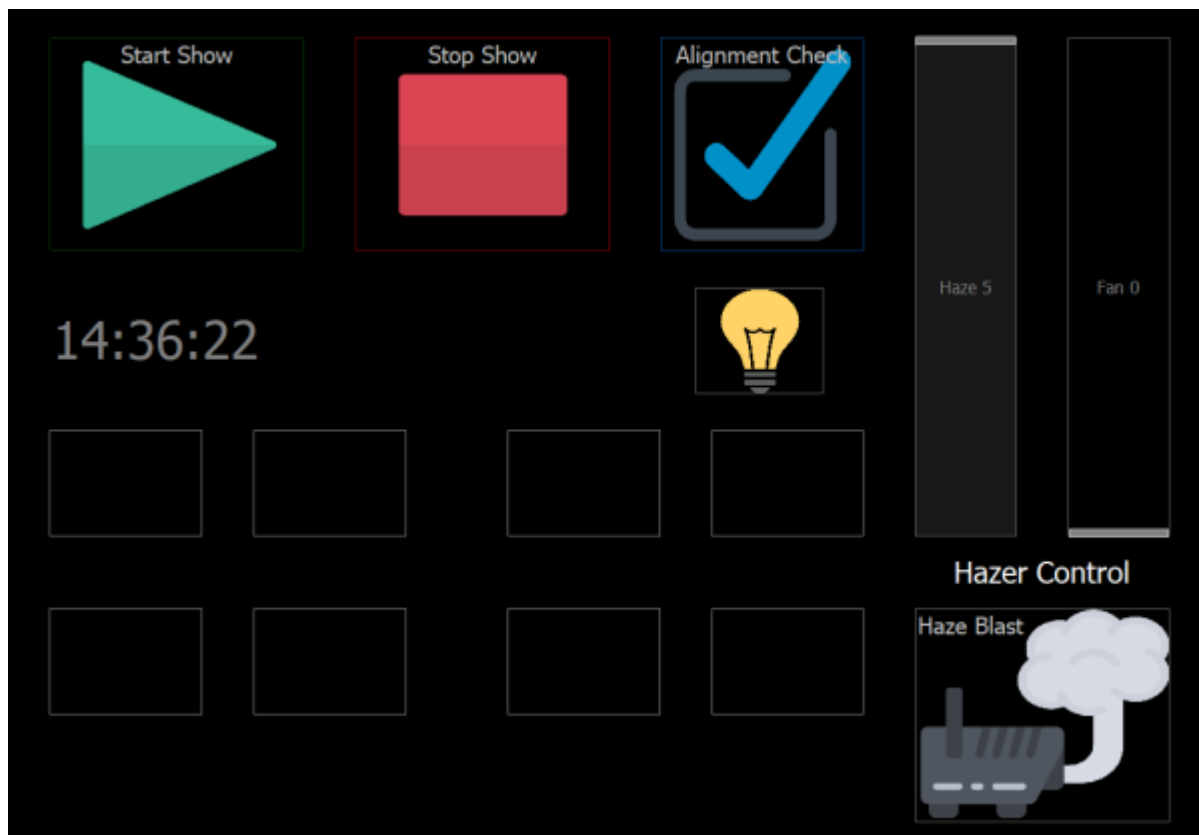 Start Show
Stop Show
Alignment Check
Haze 5
Fan 0
14:36:22
Hazer Control
Haze Blast